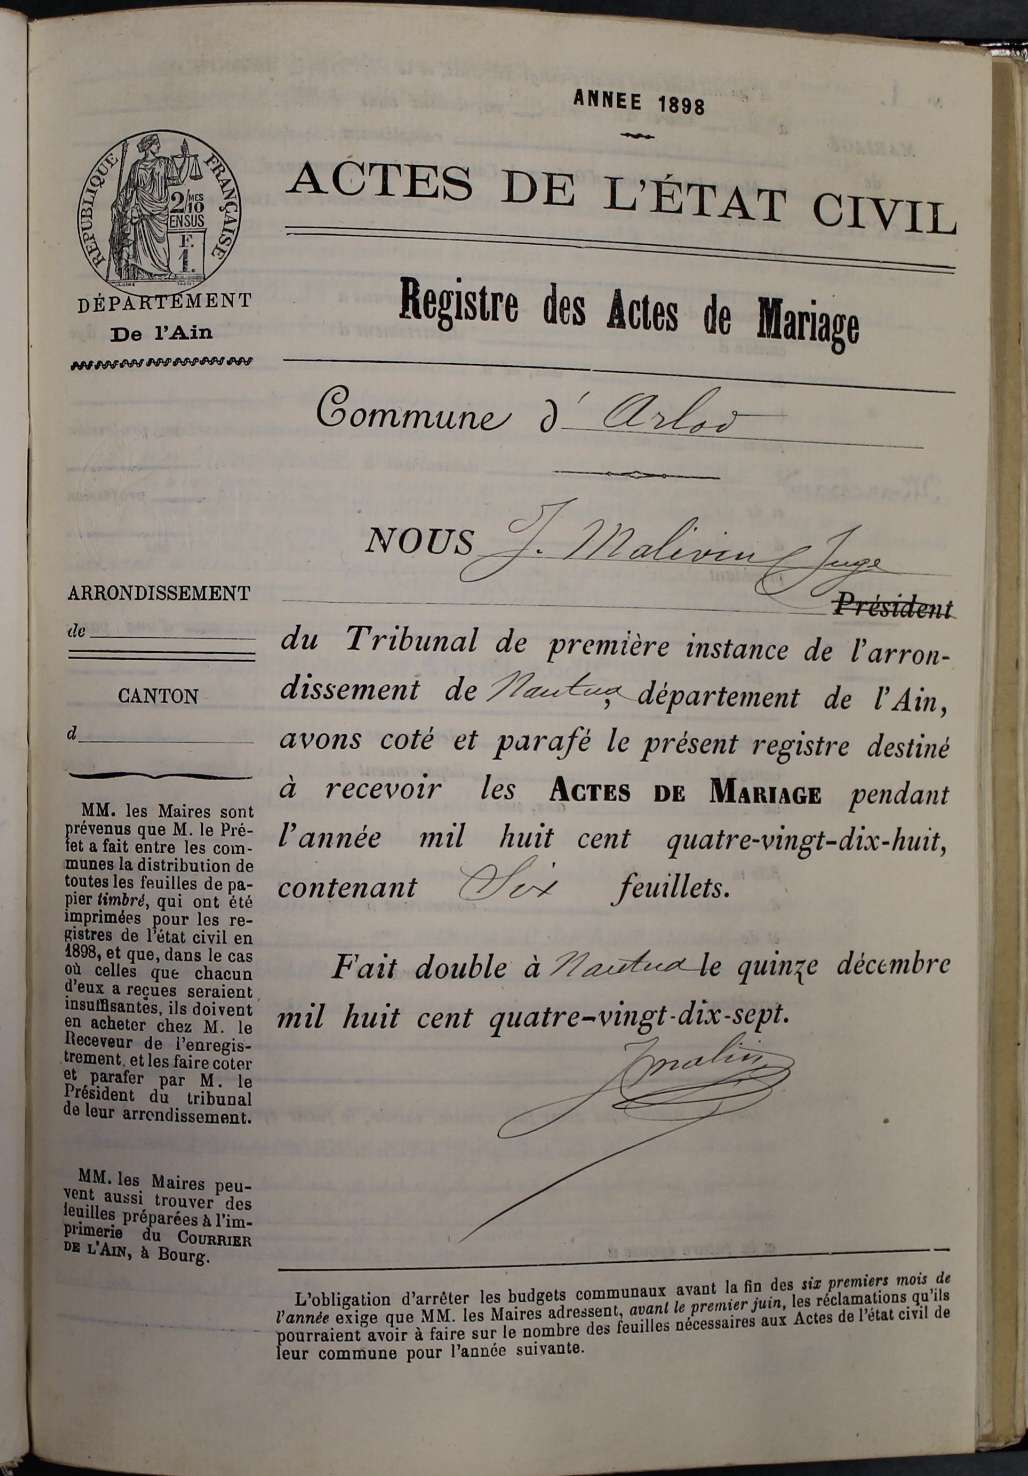 ANNEE 1898
ACTES DE L'ÉTAT CIVIL
Registre des Actes de Mariage
RÉPUBLIQUE FRANÇAISE
2/MES
10
EN SUS
F.
1.
DÉPARTEMENT
De l'Ain
Commune d' Arlod
NOUS J. Malivin Juge
Président
du Tribunal de première instance de l'arron-
dissement de Nantua, département de l'Ain,
avons coté et parafé le présent registre destiné
à recevoir les ACTES DE MARIAGE pendant
l'année mil huit cent quatre-vingt-dix-huit,
contenant Six feuillets.
Fait double à Nantua le quinze décembre
mil huit cent quatre-vingt-dix-sept.
ARRONDISSEMENT
de
CANTON
d
MM. les Maires sont
prévenus que M. le Pré-
fet a fait entre les com-
munes la distribution de
toutes les feuilles de pa-
pier timbré, qui ont été
imprimées pour les re-
gistres de l'état civil en
1898, et que, dans le cas
où celles que chacun
d'eux a reçues seraient
insuffisantes, ils doivent
en acheter chez M. le
Receveur de l'enregis-
trement, et les faire coter
et parafer par M. le
Président du tribunal
de leur arrondissement.
MM. les Maires peu-
vent aussi trouver des
feuilles préparées à l'im-
primerie du COURRIER
DE L'AIN, à Bourg.
L'obligation d'arrêter les budgets communaux avant la fin des six premiers mois de
l'année exige que MM. les Maires adressent, avant le premier juin, les réclamations qu'ils
pourraient avoir à faire sur le nombre des feuilles nécessaires aux Actes de l'état civil de
leur commune pour l'année suivante.